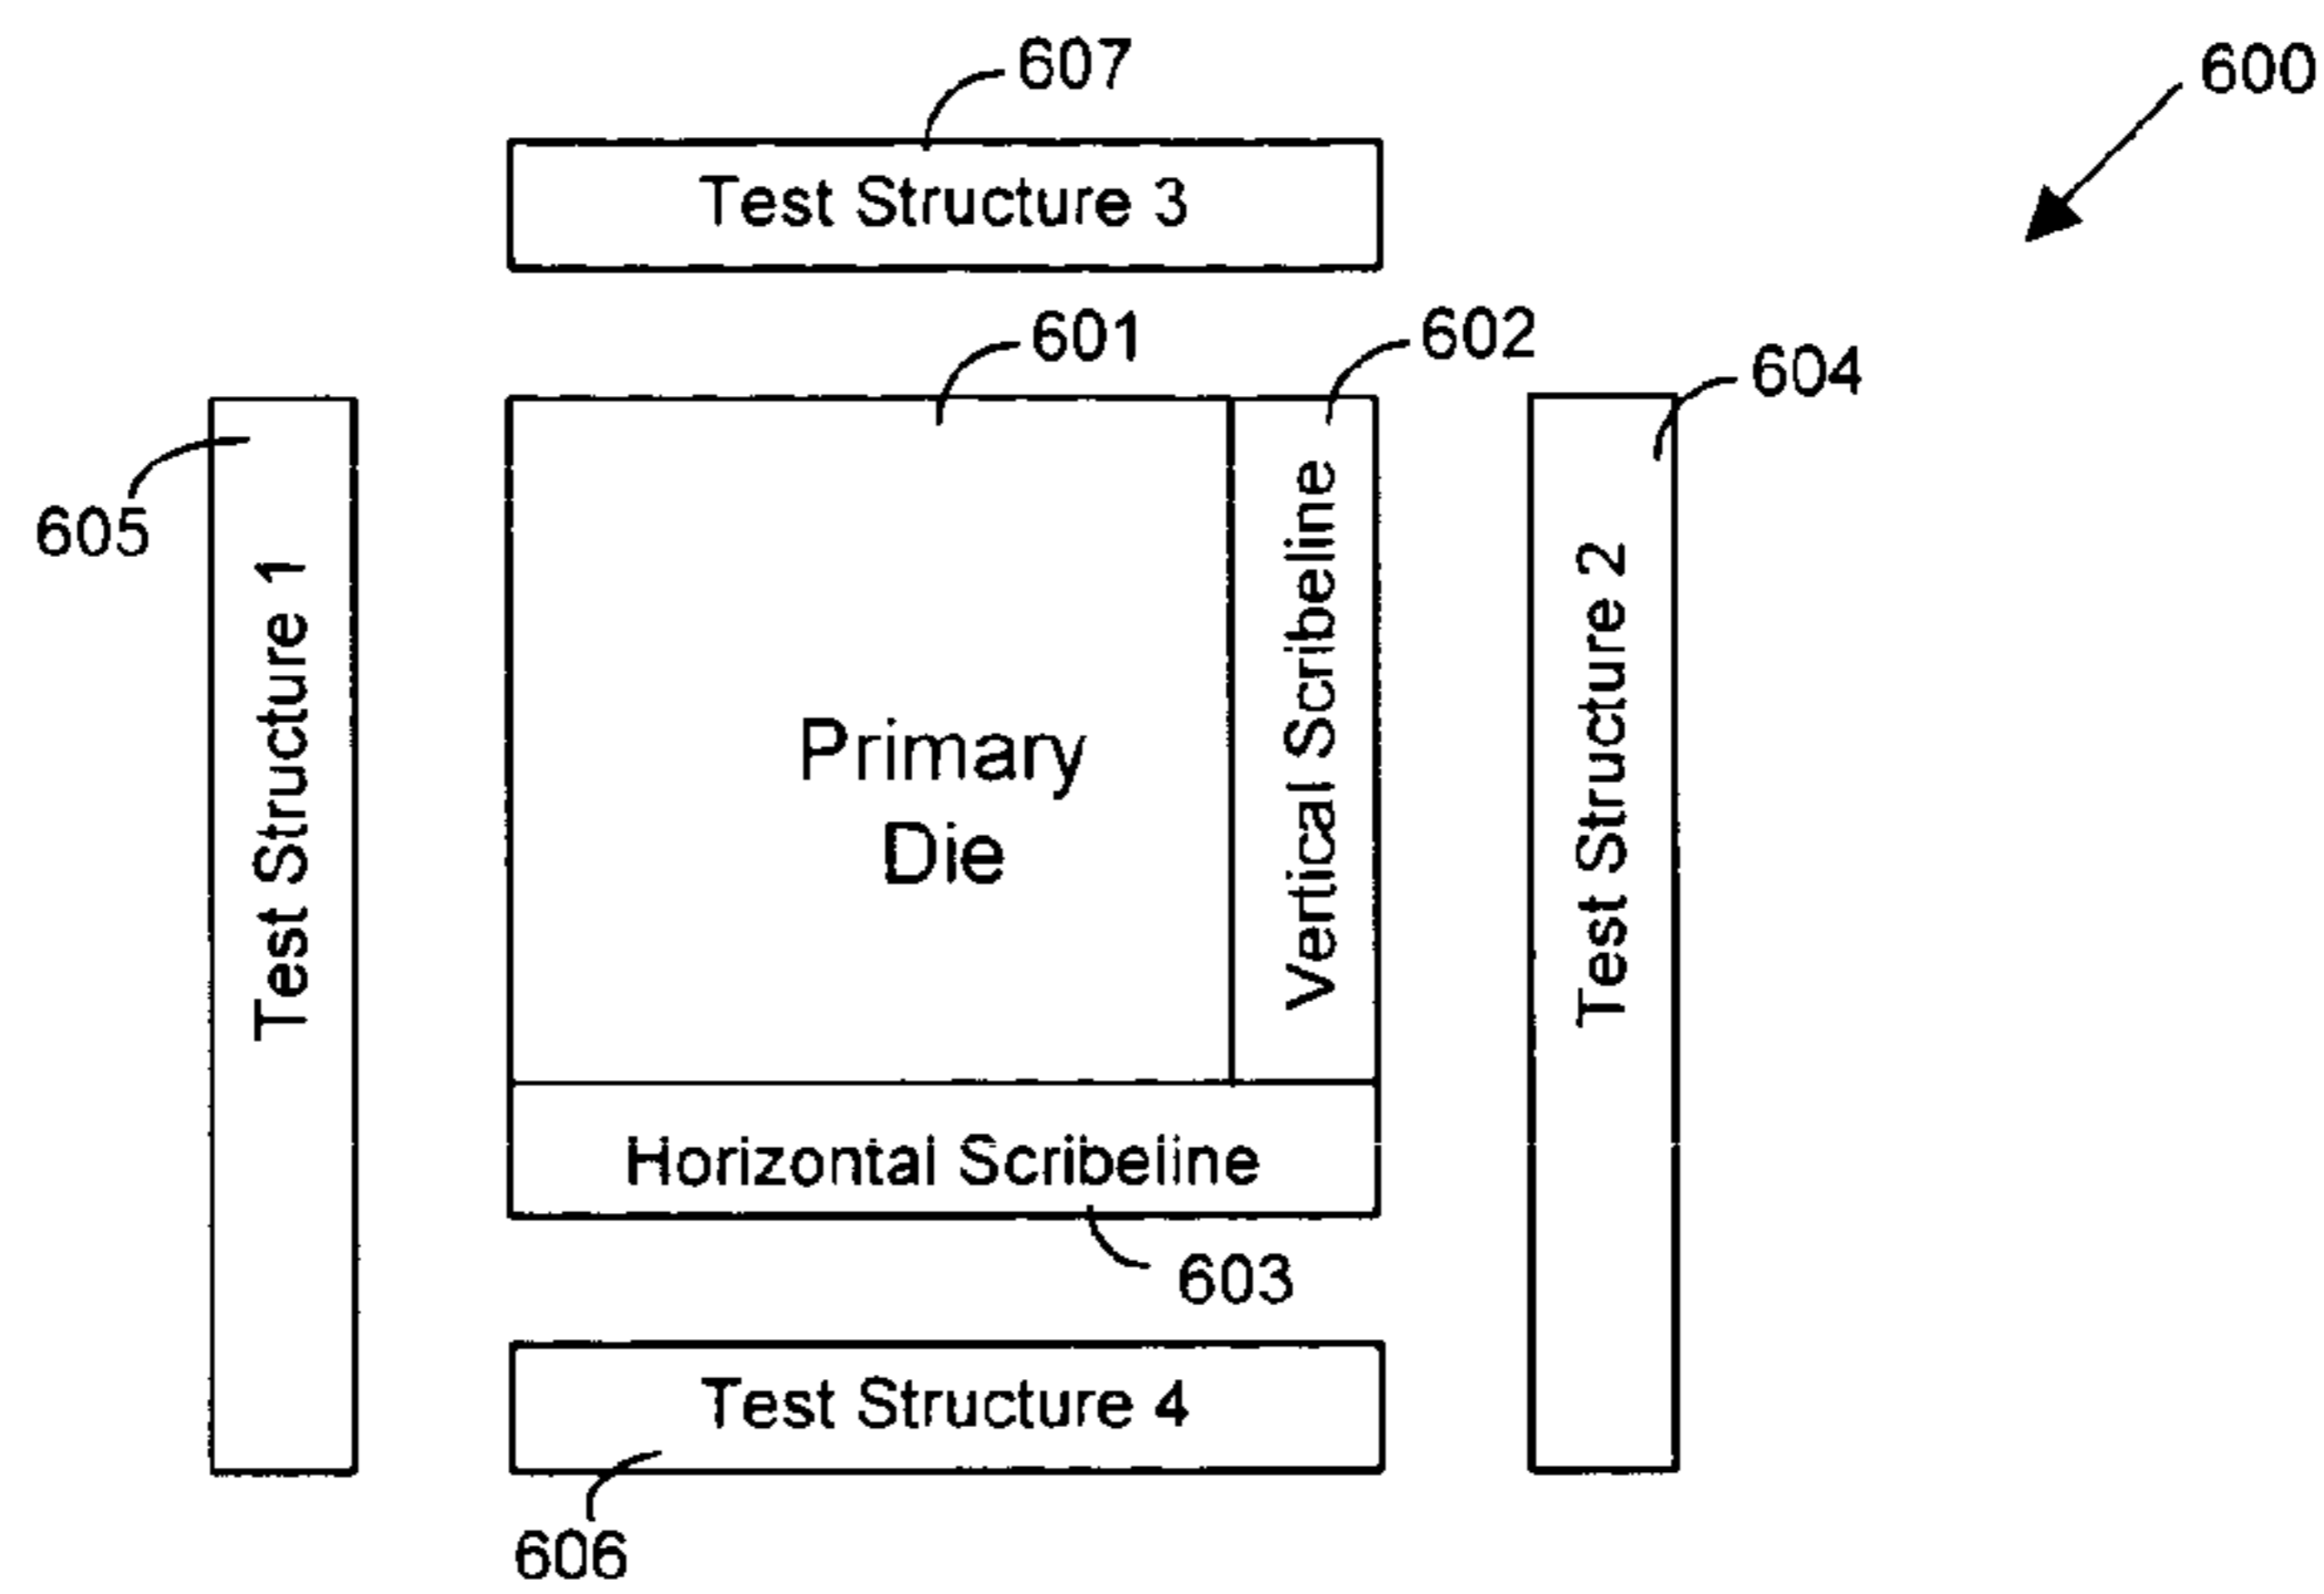 607
600
Test Structure 3
601
602
604
605
Test Structure 1
Primary
Die
Vertical Scribeline
Test Structure 2
Horizontal Scribeline
603
Test Structure 4
606